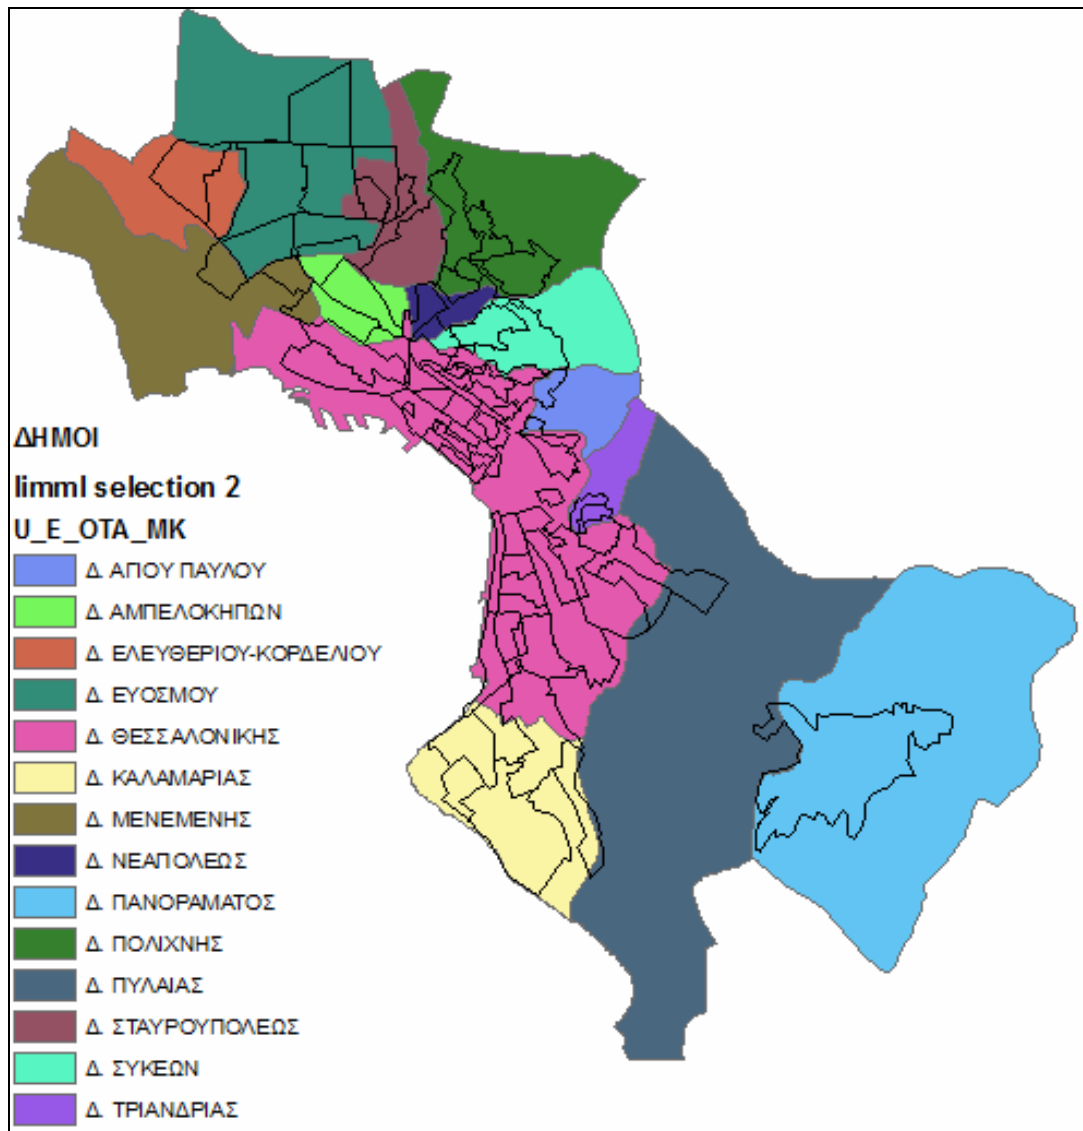 ΔΗΜΟΙ
limml selection 2
U_E_OTA_MK
Δ. ΑΓΙΟΥ ΠΑΥΛΟΥ
Δ. ΑΜΠΕΛΟΚΗΠΩΝ
Δ. ΕΛΕΥΘΕΡΙΟΥ-ΚΟΡΔΕΛΙΟΥ
Δ. ΕΥΟΣΜΟΥ
Δ. ΘΕΣΣΑΛΟΝΙΚΗΣ
Δ. ΚΑΛΑΜΑΡΙΑΣ
Δ. ΜΕΝΕΜΕΝΗΣ
Δ. ΝΕΑΠΟΛΕΩΣ
Δ. ΠΑΝΟΡΑΜΑΤΟΣ
Δ. ΠΟΛΙΧΝΗΣ
Δ. ΠΥΛΑΙΑΣ
Δ. ΣΤΑΥΡΟΥΠΟΛΕΩΣ
Δ. ΣΥΚΕΩΝ
Δ. ΤΡΙΑΝΔΡΙΑΣ